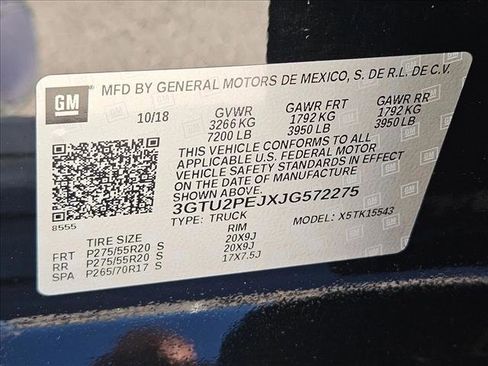 MFD BY GENERAL MOTORS DE MEXICO, S. DE R.L. DE C.V.
GM
10/18 GVWR GAWR FRT GAWR RR
3266 KG 1792 KG 1792 KG
7200 LB 3950 LB 3950 LB
THIS VEHICLE CONFORMS TO ALL
APPLICABLE U.S. FEDERAL MOTOR
VEHICLE SAFETY STANDARDS IN EFFECT
ON THE DATE OF MANUFACTURE SHOWN ABOVE
3GTU2PEJXJG572275
8555
TYPE: TRUCK MODEL: X5TK15543
TIRE SIZE RIM
FRT P275/55R20 S 20X9J
RR P275/55R20 S 20X9J
SPA P265/70R17 S 17X7.5J